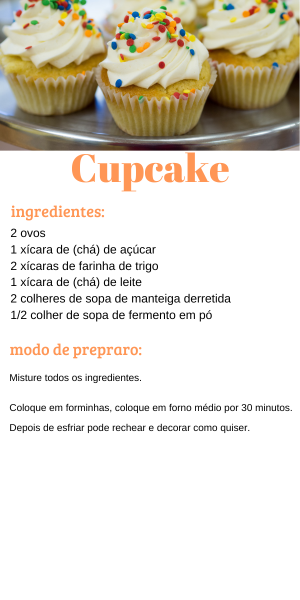 Cupcake
ingredientes:
2 ovos
1 xícara de (chá) de açúcar
2 xícaras de farinha de trigo
1 xícara de (chá) de leite
2 colheres de sopa de manteiga derretida
1/2 colher de sopa de fermento em pó
modo de prepraro:
Misture todos os ingredientes.
Coloque em forminhas, coloque em forno médio por 30 minutos.
Depois de esfriar pode rechear e decorar como quiser.